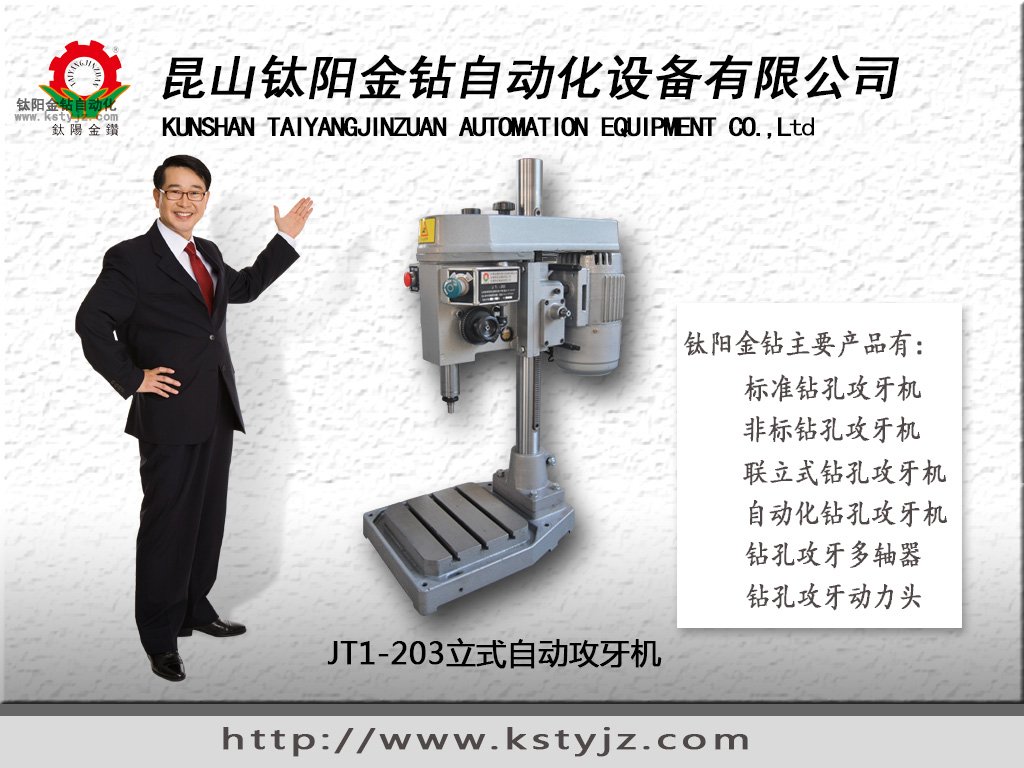 昆山钛阳金钻自动化设备有限公司
KUNSHAN TAIYANGJINZUAN AUTOMATION EQUIPMENT CO.,Ltd
TAIYANGJINZUAN
®
钛阳金钻自动化
www.kstyjz.com
鈦陽金鑽
JT1-203
钛阳金钻主要产品有:
标准钻孔攻牙机
非标钻孔攻牙机
联立式钻孔攻牙机
自动化钻孔攻牙机
钻孔攻牙多轴器
钻孔攻牙动力头
JT1-203立式自动攻牙机
http://www.kstyjz.com